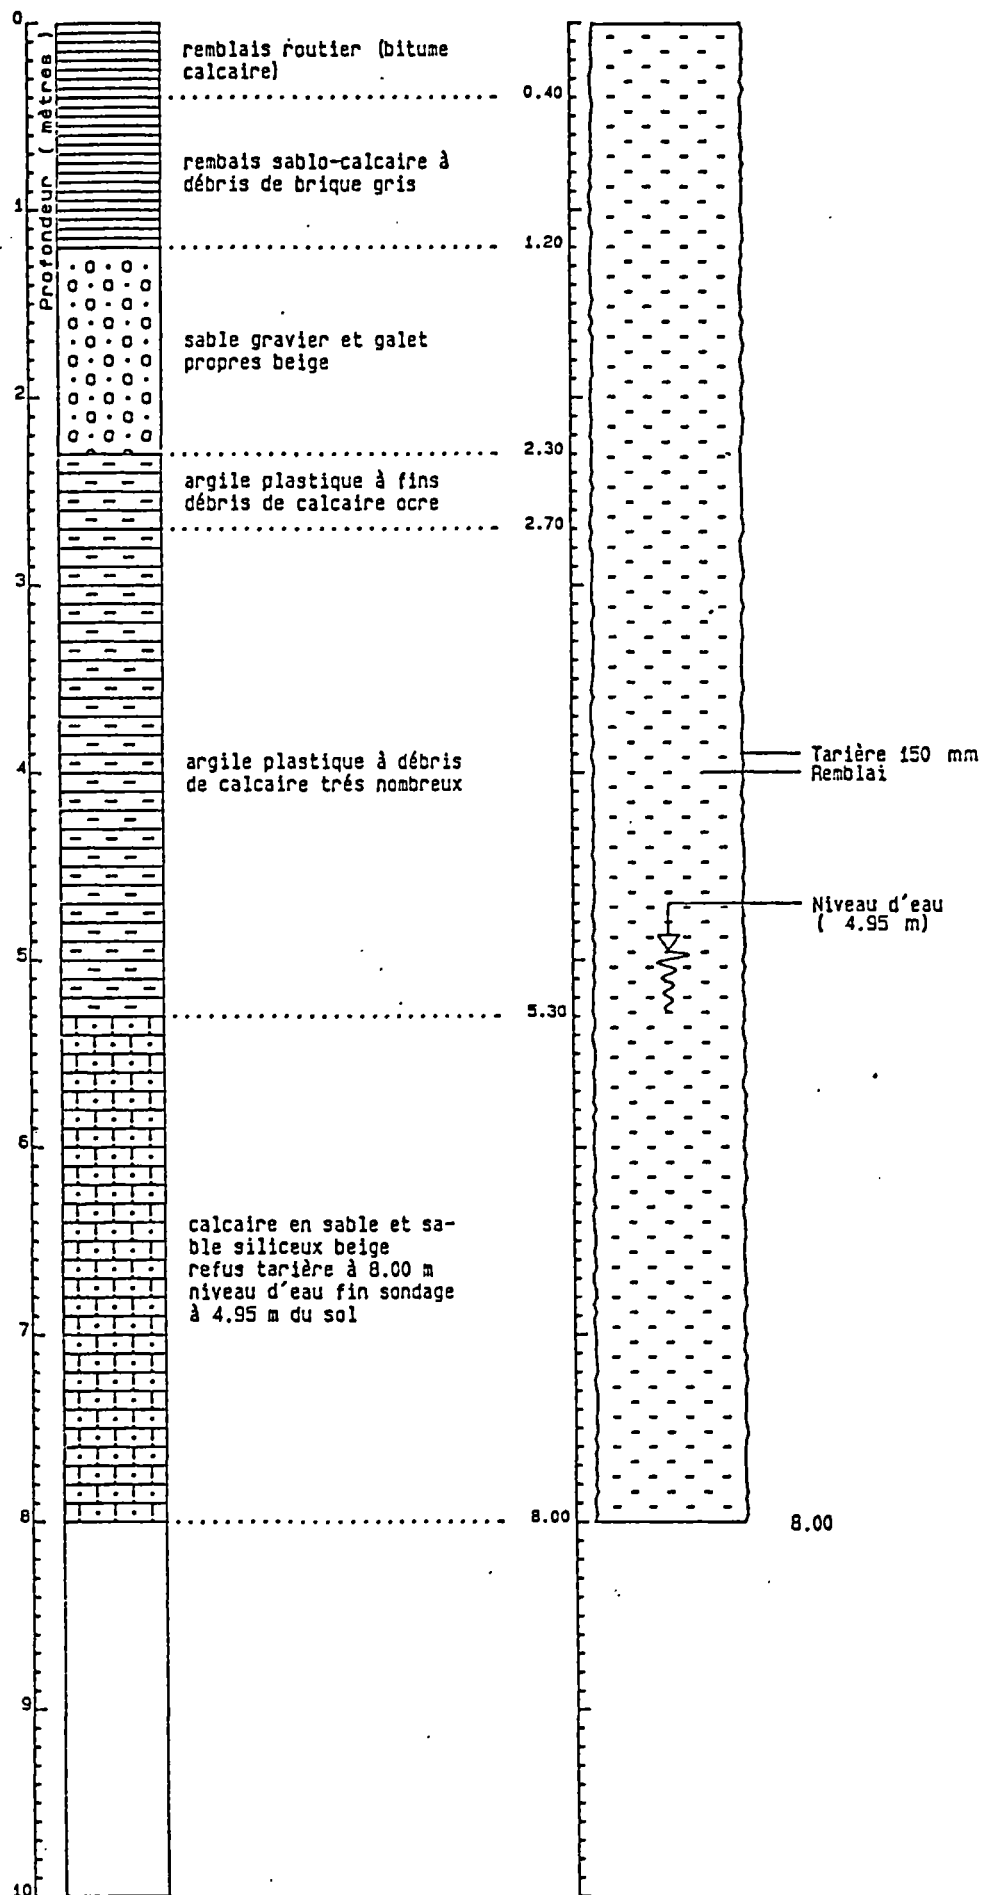 0
Profondeur ( mètres )
remblais routier (bitume
calcaire)
0.40
rembais sablo-calcaire à
débris de brique gris
1
1.20
sable gravier et galet
propres beige
2
2.30
argile plastique à fins
débris de calcaire ocre
2.70
3
argile plastique à débris
de calcaire trés nombreux
Tarière 150 mm
Remblai
4
Niveau d'eau
( 4.95 m)
5
5.30
6
calcaire en sable et sa-
ble siliceux beige
refus tarière à 8.00 m
niveau d'eau fin sondage
à 4.95 m du sol
7
8
8.00
8.00
9
10